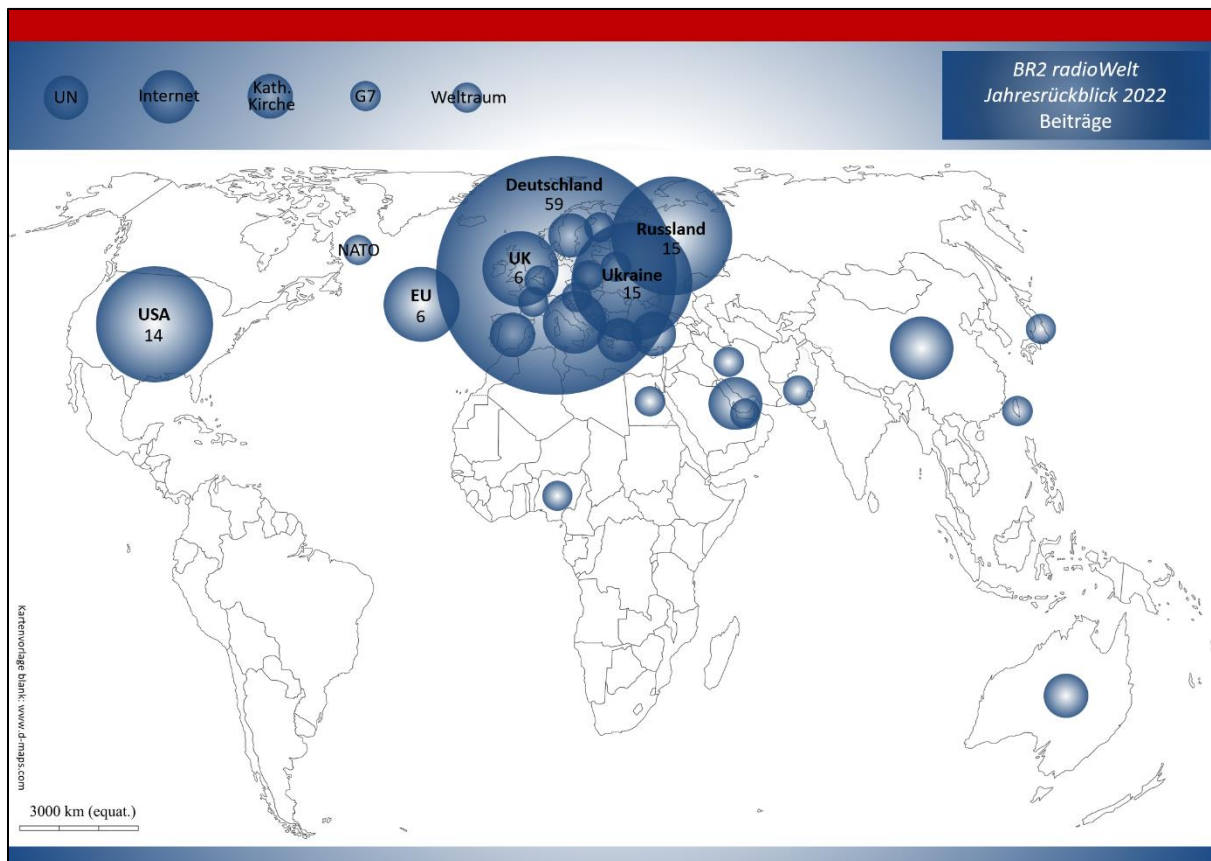 UN
Internet
Kath.
Kirche
G7
Weltraum
BR2 radioWelt
Jahresrückblick 2022
Beiträge
Deutschland
59
NATO
UK
6
Russland
15
Ukraine
15
EU
6
USA
14
Kartenvorlage blank: www.d-maps.com
3000 km (equat.)